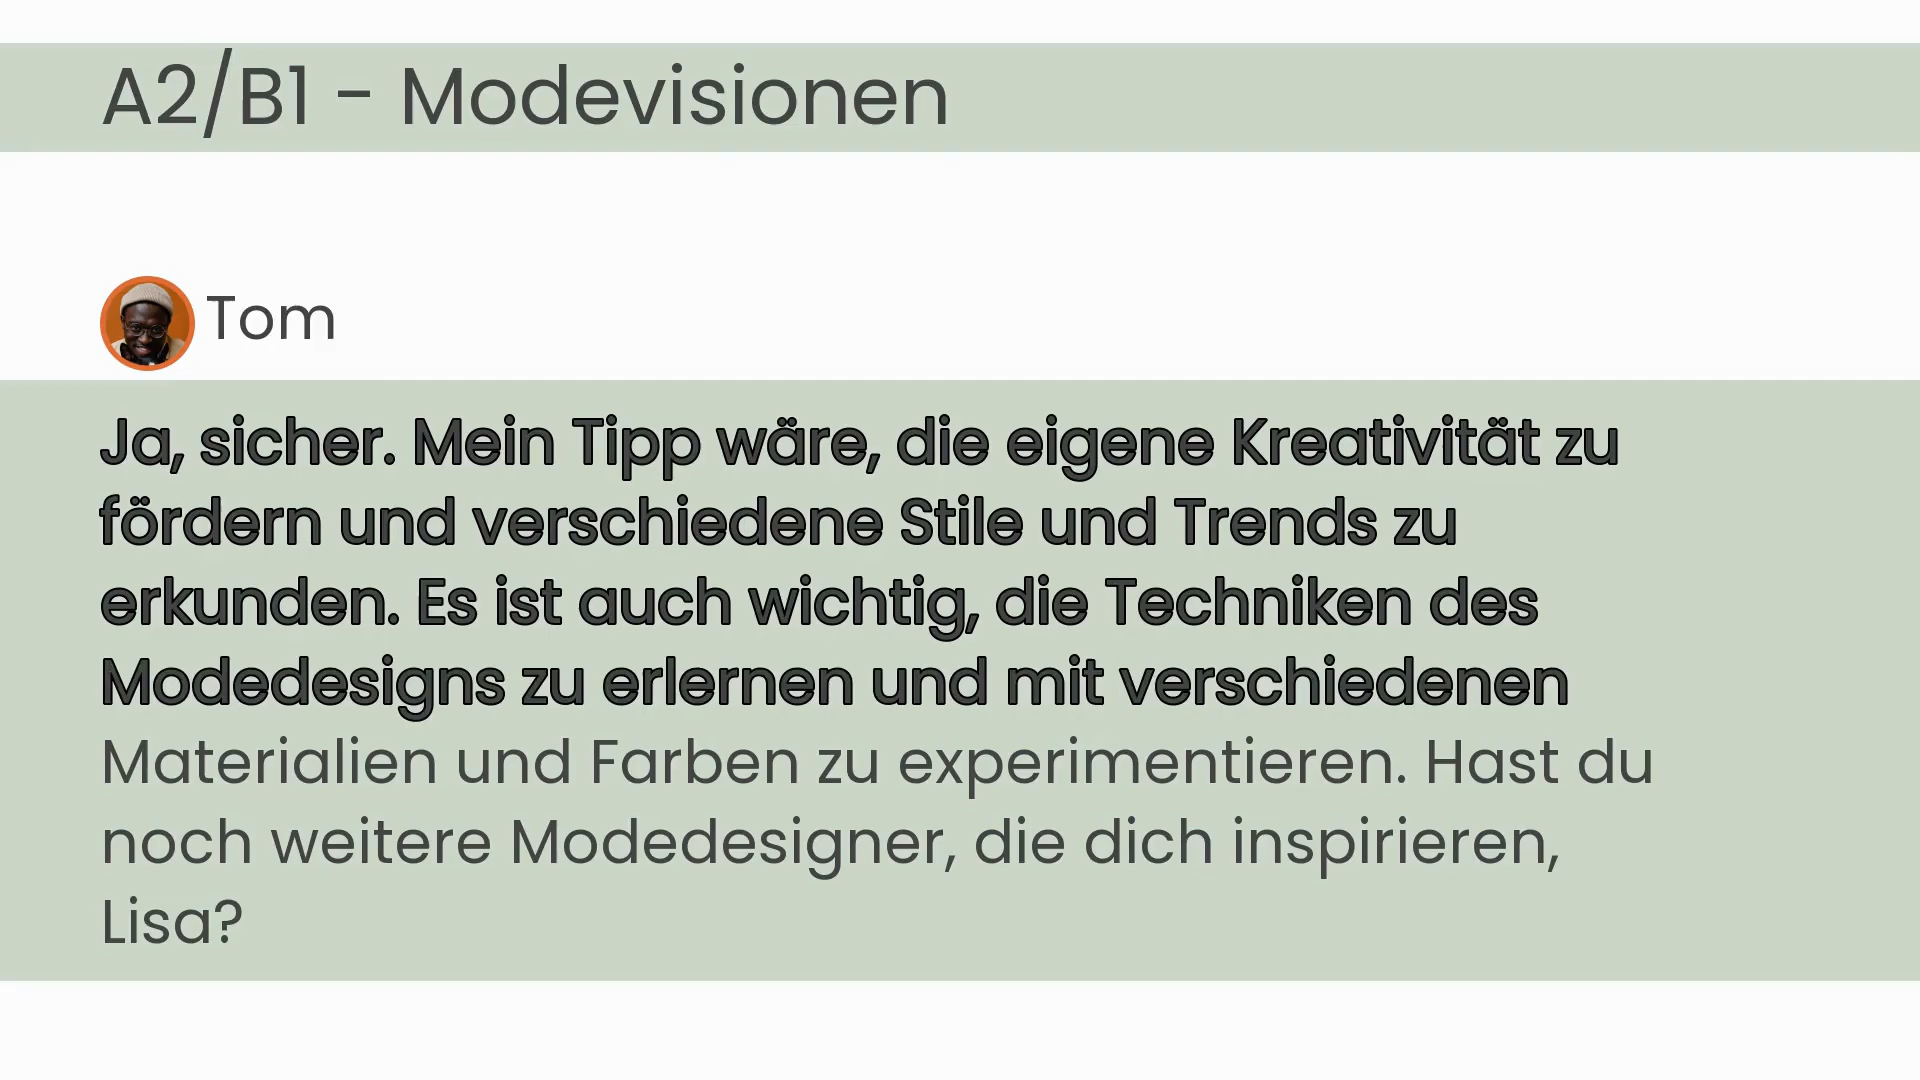 A2/B1 - Modevisionen
Tom
Ja, sicher. Mein Tipp wäre, die eigene Kreativität zu
fördern und verschiedene Stile und Trends zu
erkunden. Es ist auch wichtig, die Techniken des
Modedesigns zu erlernen und mit verschiedenen
Materialien und Farben zu experimentieren. Hast du
noch weitere Modedesigner, die dich inspirieren,
Lisa?